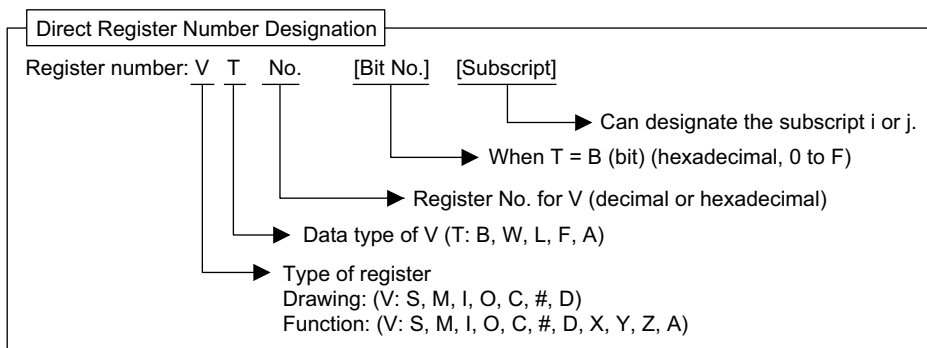 Direct Register Number Designation
Register number: V T No. [Bit No.] [Subscript]
Can designate the subscript i or j.
When T = B (bit) (hexadecimal, 0 to F)
Register No. for V (decimal or hexadecimal)
Data type of V (T: B, W, L, F, A)
Type of register
Drawing: (V: S, M, I, O, C, #, D)
Function: (V: S, M, I, O, C, #, D, X, Y, Z, A)